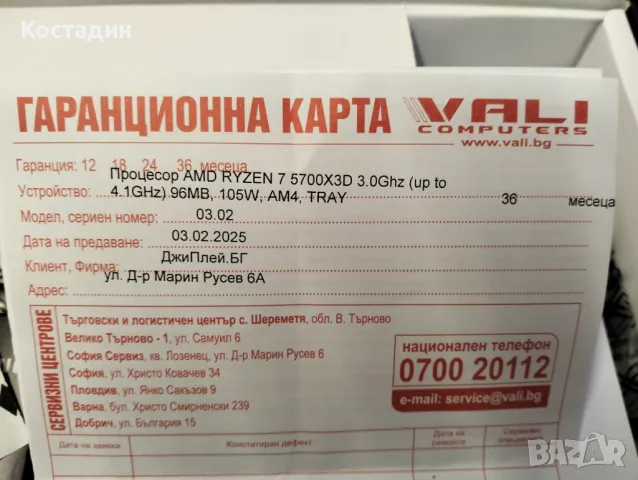 Костадин
ГАРАНЦИОННА КАРТА VALI COMPUTERS
www.vali.bg
Гаранция: 12 18 24 36 месеца
Процесор AMD RYZEN 7 5700X3D 3.0Ghz (up to
Устройство: 4.1GHz) 96MB, 105W, AM4, TRAY 36 месеца
Модел, сериен номер: 03.02
Дата на предаване: 03.02.2025
Клиент, Фирма: ДжиПлей.БГ
ул. Д-р Марин Русев 6А
Адрес:
СЕРВИЗНИ ЦЕНТРОВЕ
Търговски и логистичен център с. Шереметя, обл. В. Търново
Велико Търново - 1, ул. Самуил 6
София Сервиз, кв. Лозенец, ул. Д-р Марин Русев 6
София, ул. Христо Ковачев 34
Пловдив, ул. Янко Сакъзов 9
Варна, бул. Христо Смирненски 239
Добрич, ул. България 15
национален телефон
0700 20112
e-mail: service@vali.bg
Дата на заявка Констатиран дефект Дата на ремонта Сервизен
bazar.bg